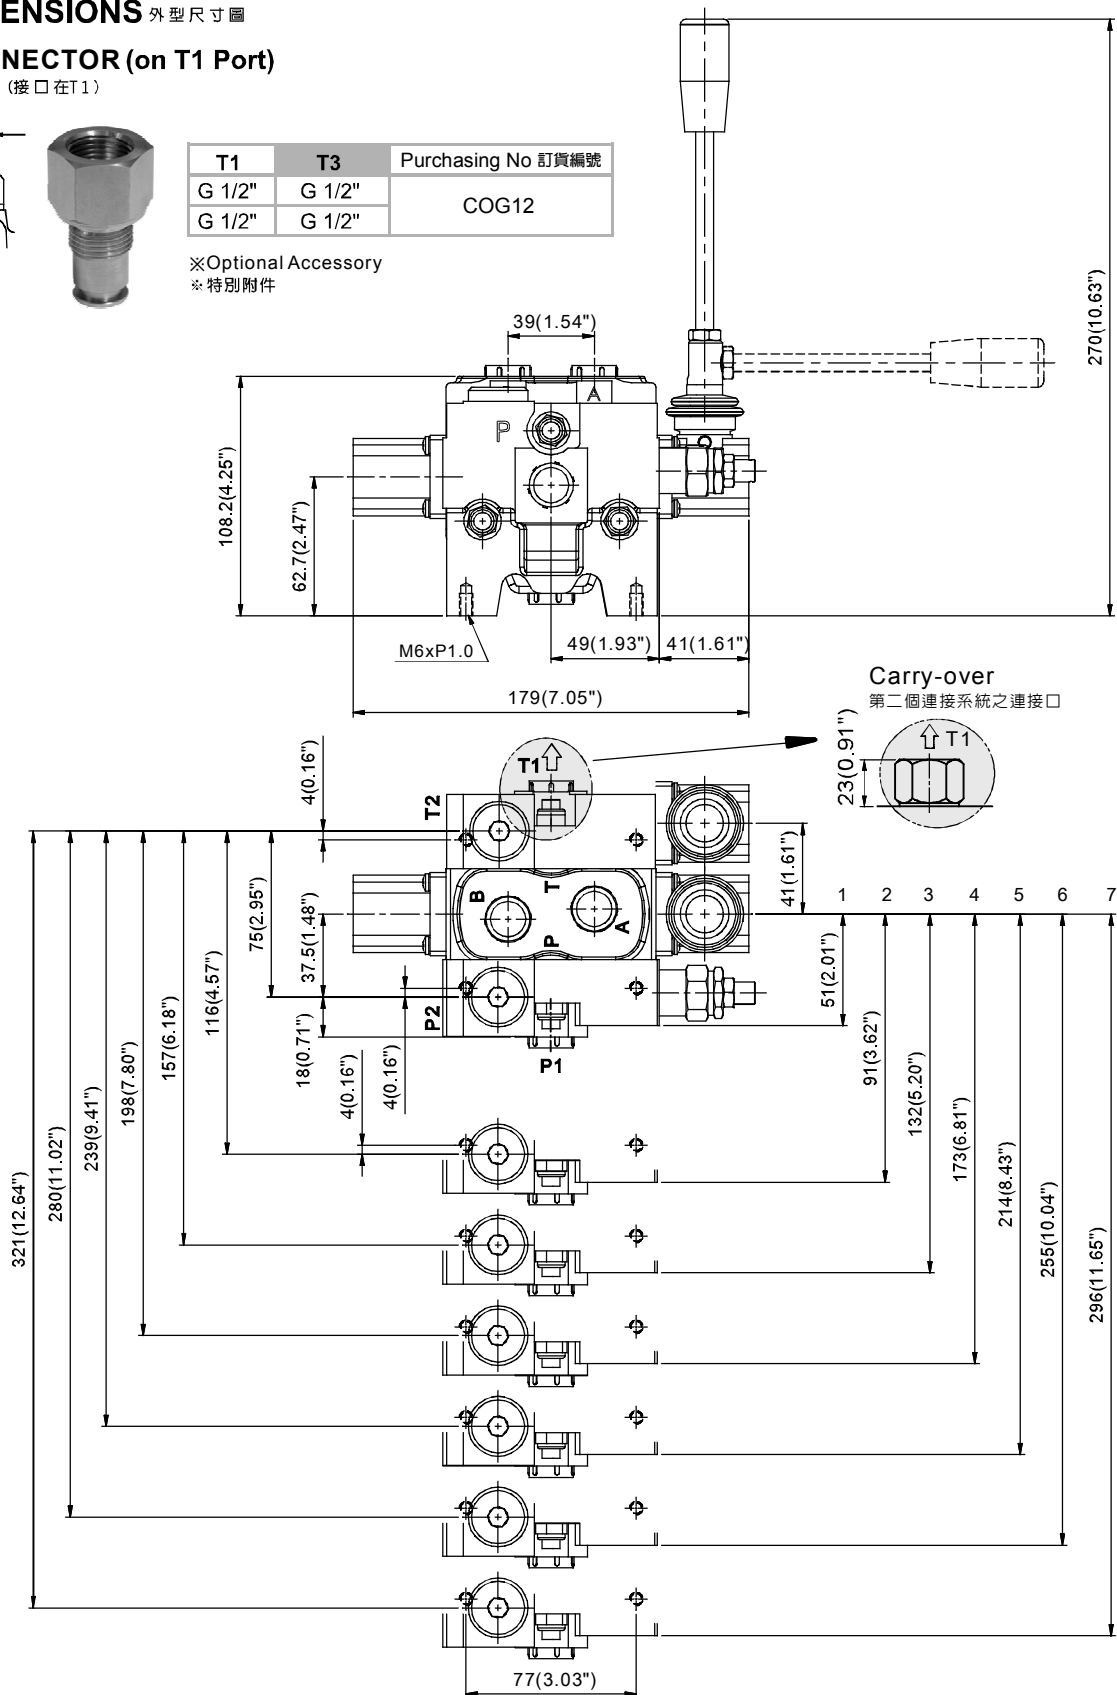 ENSIONS 外型尺寸圖
NECTOR (on T1 Port)
(接口在T1)
T1 T3 Purchasing No 訂貨編號
G 1/2" G 1/2" COG12
G 1/2" G 1/2"
※Optional Accessory
※特別附件
39(1.54")
270(10.63")
A
P
108.2(4.25")
62.7(2.47")
M6xP1.0
49(1.93")
41(1.61")
179(7.05")
Carry-over
第二個連接系統之連接口
T1
23(0.91")
T1
4(0.16")
T2
41(1.61")
B
T
A
P
75(2.95")
37.5(1.48")
1 2 3 4 5 6 7
P2
P1
18(0.71")
4(0.16")
4(0.16")
116(4.57")
157(6.18")
198(7.80")
239(9.41")
280(11.02")
321(12.64")
51(2.01")
91(3.62")
132(5.20")
173(6.81")
214(8.43")
255(10.04")
296(11.65")
77(3.03")